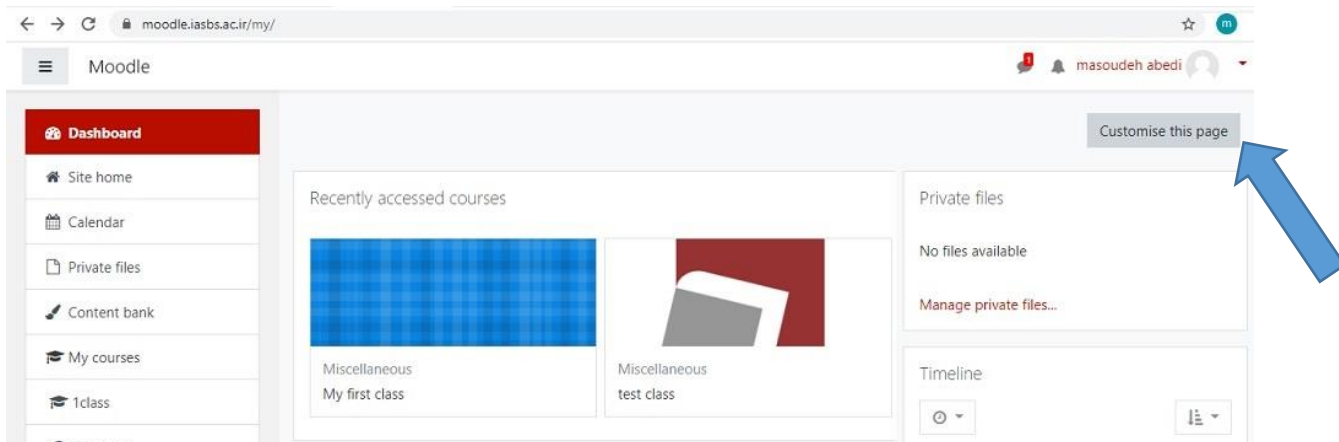 moodle.iasbs.ac.ir/my/
m
Moodle
1
masoudeh abedi
Dashboard
Customise this page
Site home
Calendar
Private files
Content bank
My courses
1class
Recently accessed courses
Miscellaneous
My first class
Miscellaneous
test class
Private files
No files available
Manage private files...
Timeline